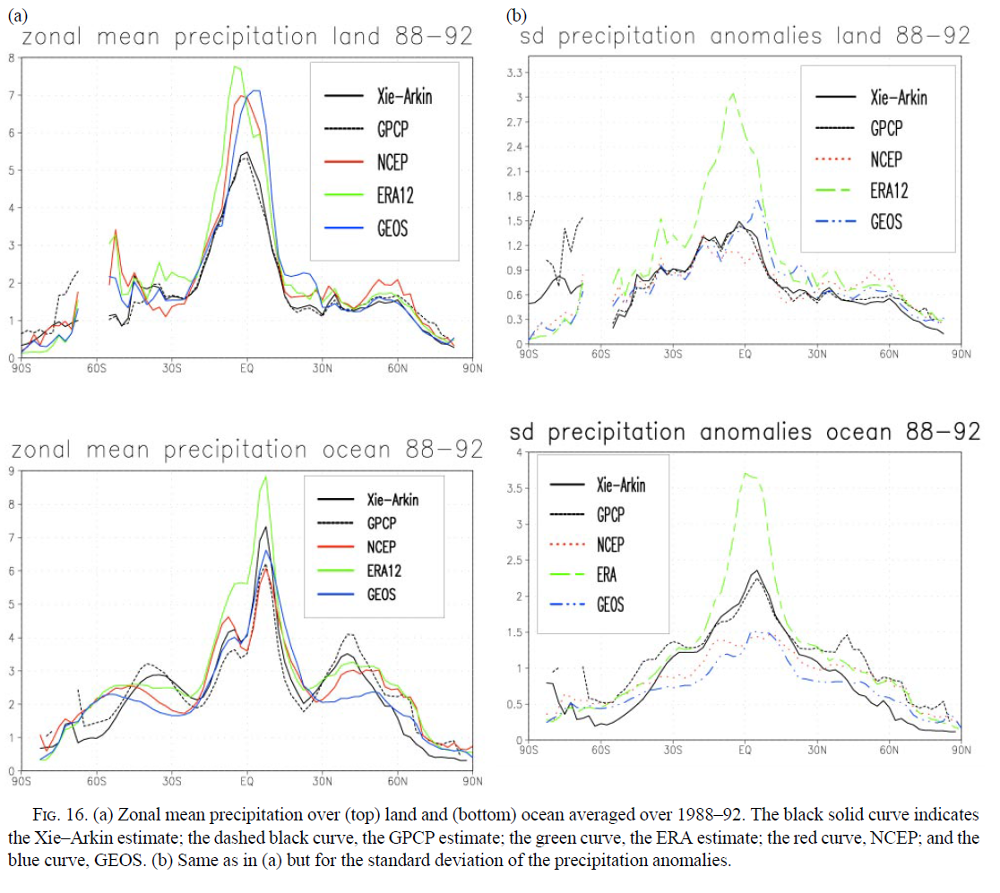 (a)
zonal mean precipitation land 88–92
8
7
6
5
4
3
2
1
0
90S
60S
30S
EQ
30N
60N
90N
Xie–Arkin
GPCP
NCEP
ERA12
GEOS
(b)
sd precipitation anomalies land 88–92
3.3
3
2.7
2.4
2.1
1.8
1.5
1.2
0.9
0.6
0.3
0
90S
60S
30S
EQ
30N
60N
90N
Xie–Arkin
GPCP
NCEP
ERA12
GEOS
zonal mean precipitation ocean 88–92
9
8
7
6
5
4
3
2
1
0
90S
60S
30S
EQ
30N
60N
90N
Xie–Arkin
GPCP
NCEP
ERA12
GEOS
sd precipitation anomalies ocean 88–92
4
3.5
3
2.5
2
1.5
1
0.5
0
90S
60S
30S
EQ
30N
60N
90N
Xie–Arkin
GPCP
NCEP
ERA
GEOS
FIG. 16. (a) Zonal mean precipitation over (top) land and (bottom) ocean averaged over 1988–92. The black solid curve indicates
the Xie–Arkin estimate; the dashed black curve, the GPCP estimate; the green curve, the ERA estimate; the red curve, NCEP; and the
blue curve, GEOS. (b) Same as in (a) but for the standard deviation of the precipitation anomalies.